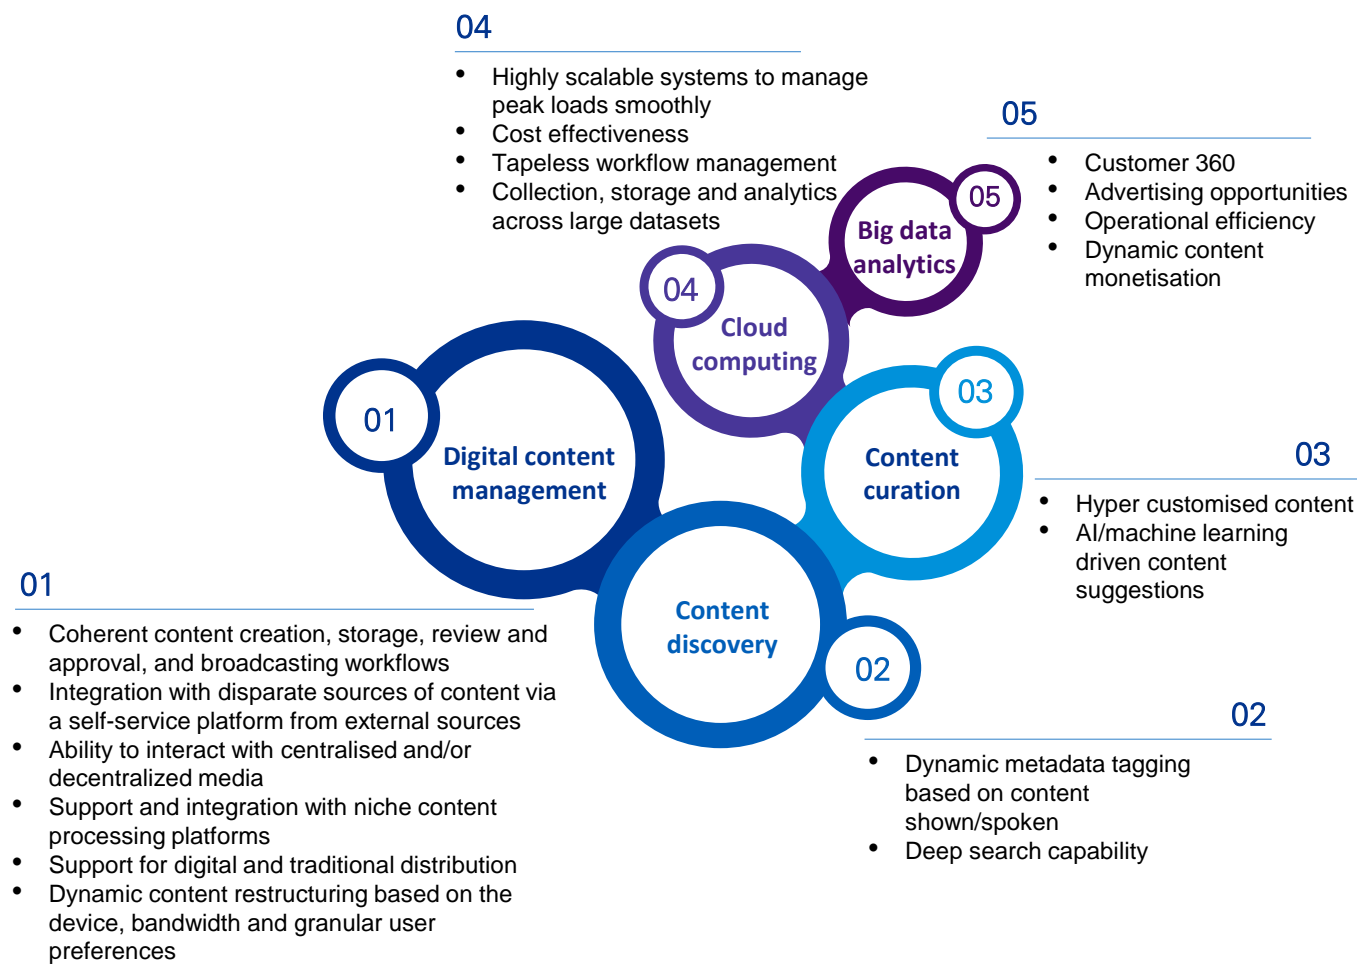 04
• Highly scalable systems to manage
peak loads smoothly
• Cost effectiveness
• Tapeless workflow management
• Collection, storage and analytics
across large datasets
05
• Customer 360
• Advertising opportunities
• Operational efficiency
• Dynamic content
monetisation
05
Big data
analytics
04
Cloud
computing
03
Content
curation
01
Digital content
management
Content
discovery
02
03
• Hyper customised content
• AI/machine learning
driven content
suggestions
01
• Coherent content creation, storage, review and
approval, and broadcasting workflows
• Integration with disparate sources of content via
a self-service platform from external sources
• Ability to interact with centralised and/or
decentralized media
• Support and integration with niche content
processing platforms
• Support for digital and traditional distribution
• Dynamic content restructuring based on the
device, bandwidth and granular user
preferences
02
• Dynamic metadata tagging
based on content
shown/spoken
• Deep search capability